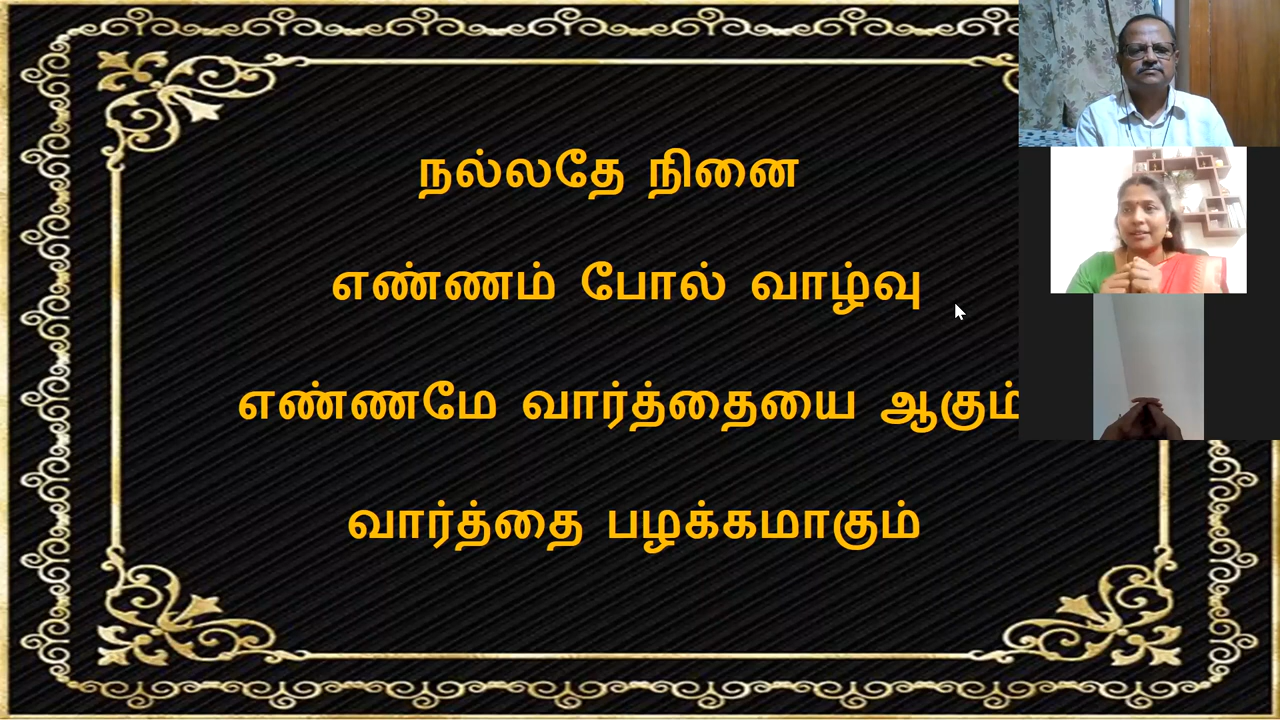 நல்லதே நினை
எண்ணம் போல் வாழ்வு
எண்ணமே வார்த்தையை ஆகும்
வார்த்தை பழக்கமாகும்